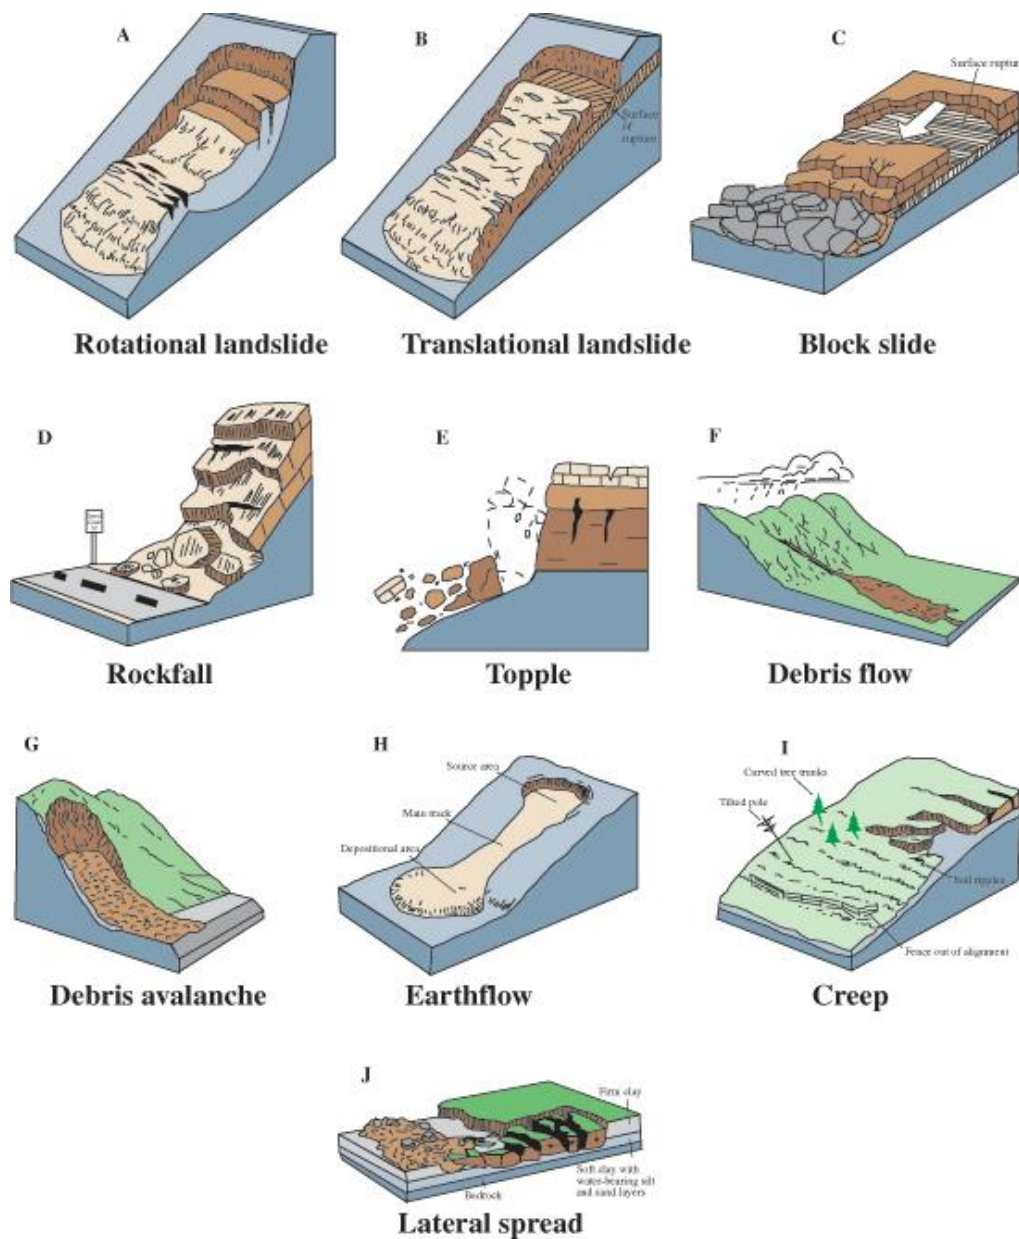 A
B
C
Surface rupture
Surface
of
rupture
Toe
Rotational landslide
Translational landslide
Block slide
D
E
F
Rockfall
Topple
Debris flow
G
H
I
Source area
Main track
Depositional area
Curved tree trunks
Tilted pole
Soil ripples
Fence out of alignment
Debris avalanche
Earthflow
Creep
J
Firm clay
Soft clay with
water-bearing silt
and sand layers
Bedrock
Lateral spread